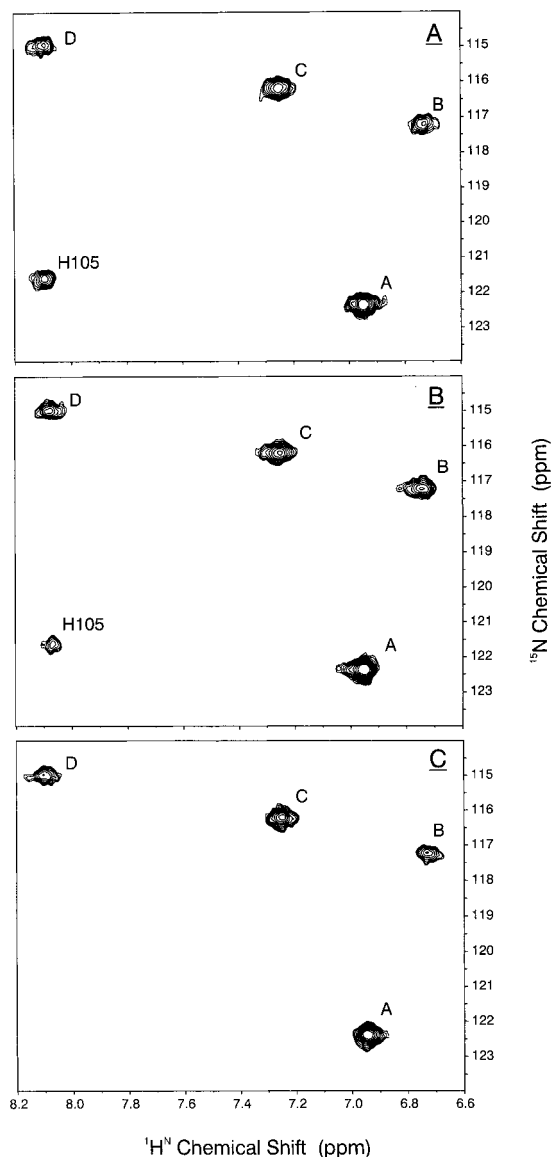 A
D
C
B
H105
A
115
116
117
118
119
120
121
122
123
B
D
C
B
H105
A
115
116
117
118
119
120
121
122
123
¹⁵N Chemical Shift (ppm)
C
D
C
B
A
115
116
117
118
119
120
121
122
123
8.2 8.0 7.8 7.6 7.4 7.2 7.0 6.8 6.6
¹Hᴺ Chemical Shift (ppm)